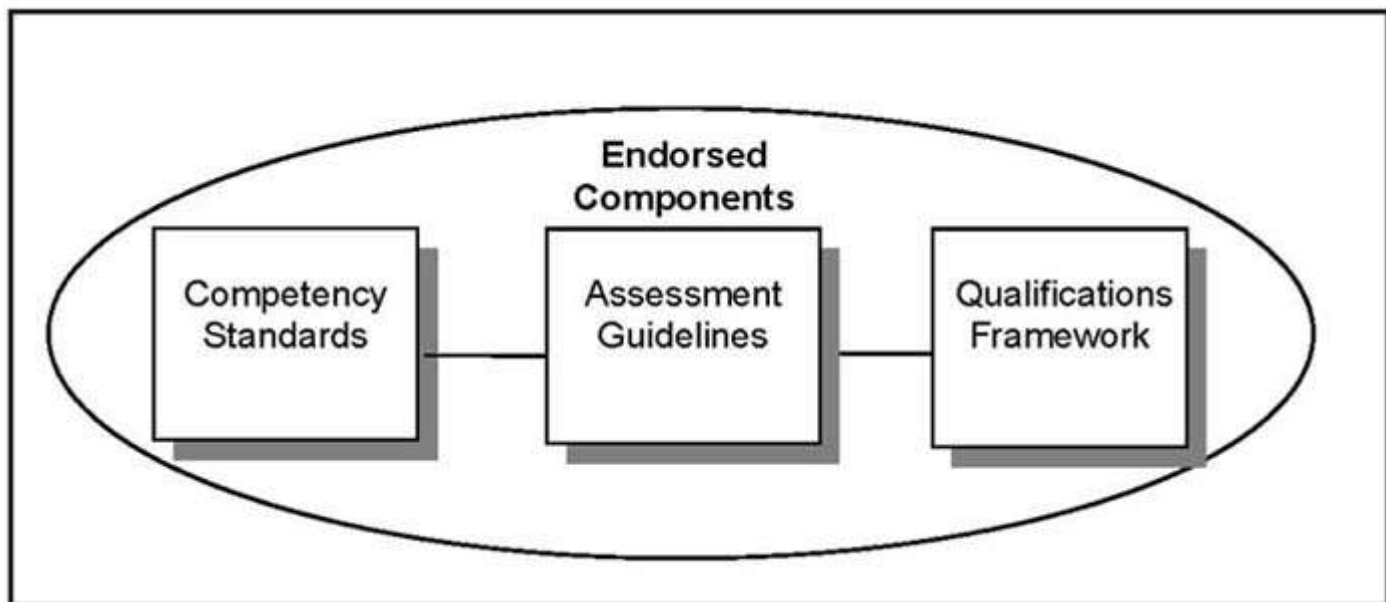 Endorsed
Components
Competency
Standards
Assessment
Guidelines
Qualifications
Framework